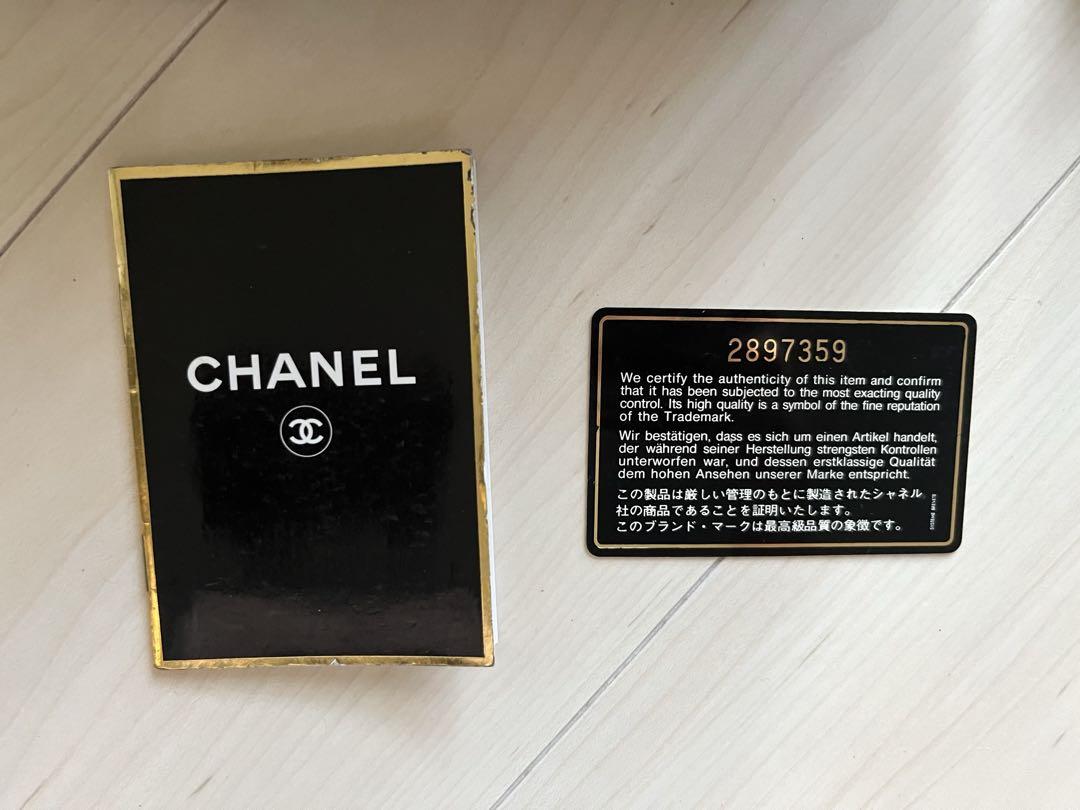 CHANEL
2897359
We certify the authenticity of this item and confirm
that it has been subjected to the most exacting quality
control. Its high quality is a symbol of the fine reputation
of the Trademark.
Wir bestätigen, dass es sich um einen Artikel handelt,
der während seiner Herstellung strengsten Kontrollen
unterworfen war, und dessen erstklassige Qualität
dem hohen Ansehen unserer Marke entspricht.
この製品は厳しい管理のもとに製造されたシャネル
社の商品であることを証明いたします。
このブランド・マークは最高級品質の象徴です。